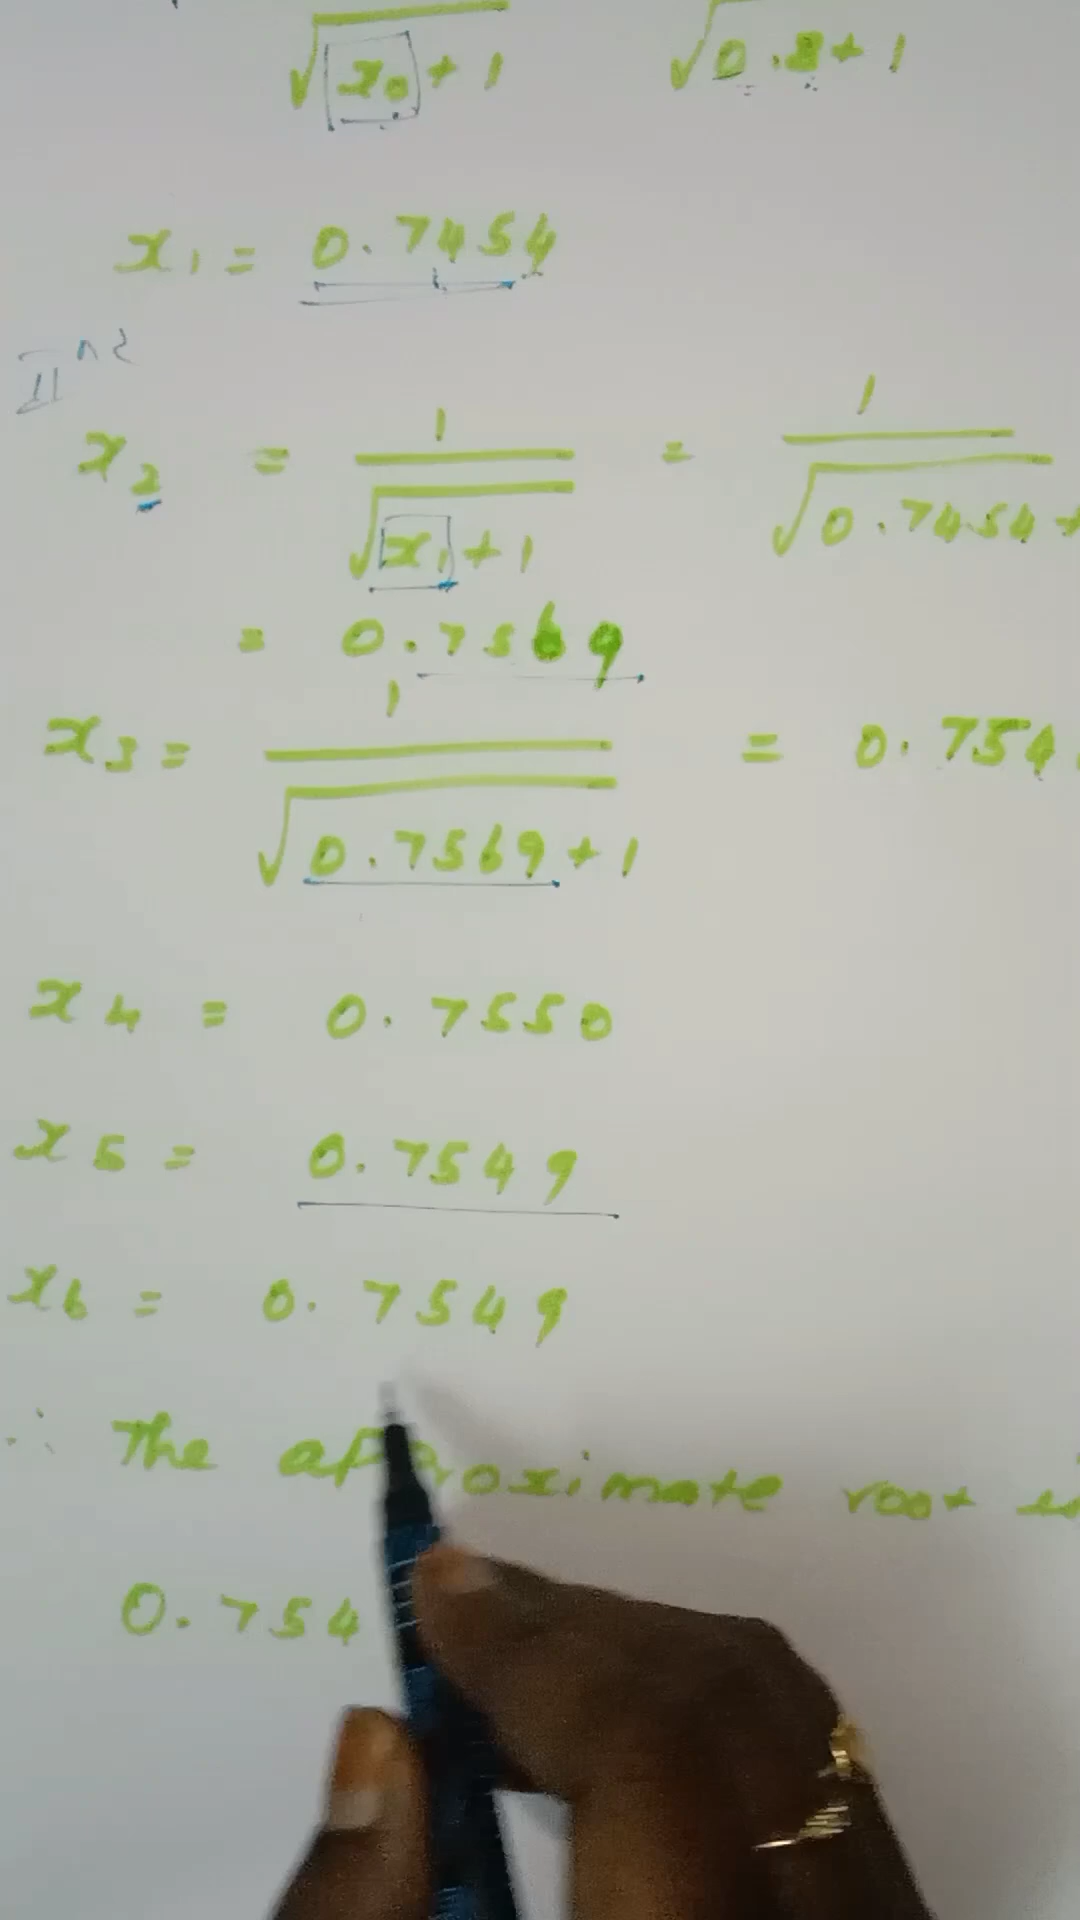 √x₀ + 1 √0.8 + 1
x₁ = 0.7454
IInd
x₂ = 1/√x₁ + 1 = 1/√0.7454 +
= 0.7569
x₃ = 1/√0.7569 + 1 = 0.754
x₄ = 0.7550
x₅ = 0.7549
x₆ = 0.7549
∴ The approximate root is
0.754